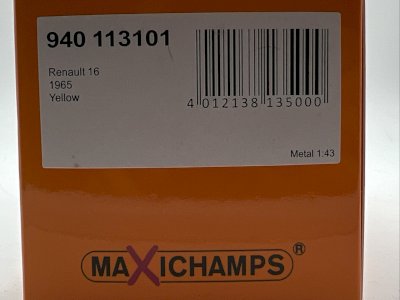 940 113101
Renault 16
1965
Yellow
4 012138 135000
Metal 1:43
MAXICHAMPS®